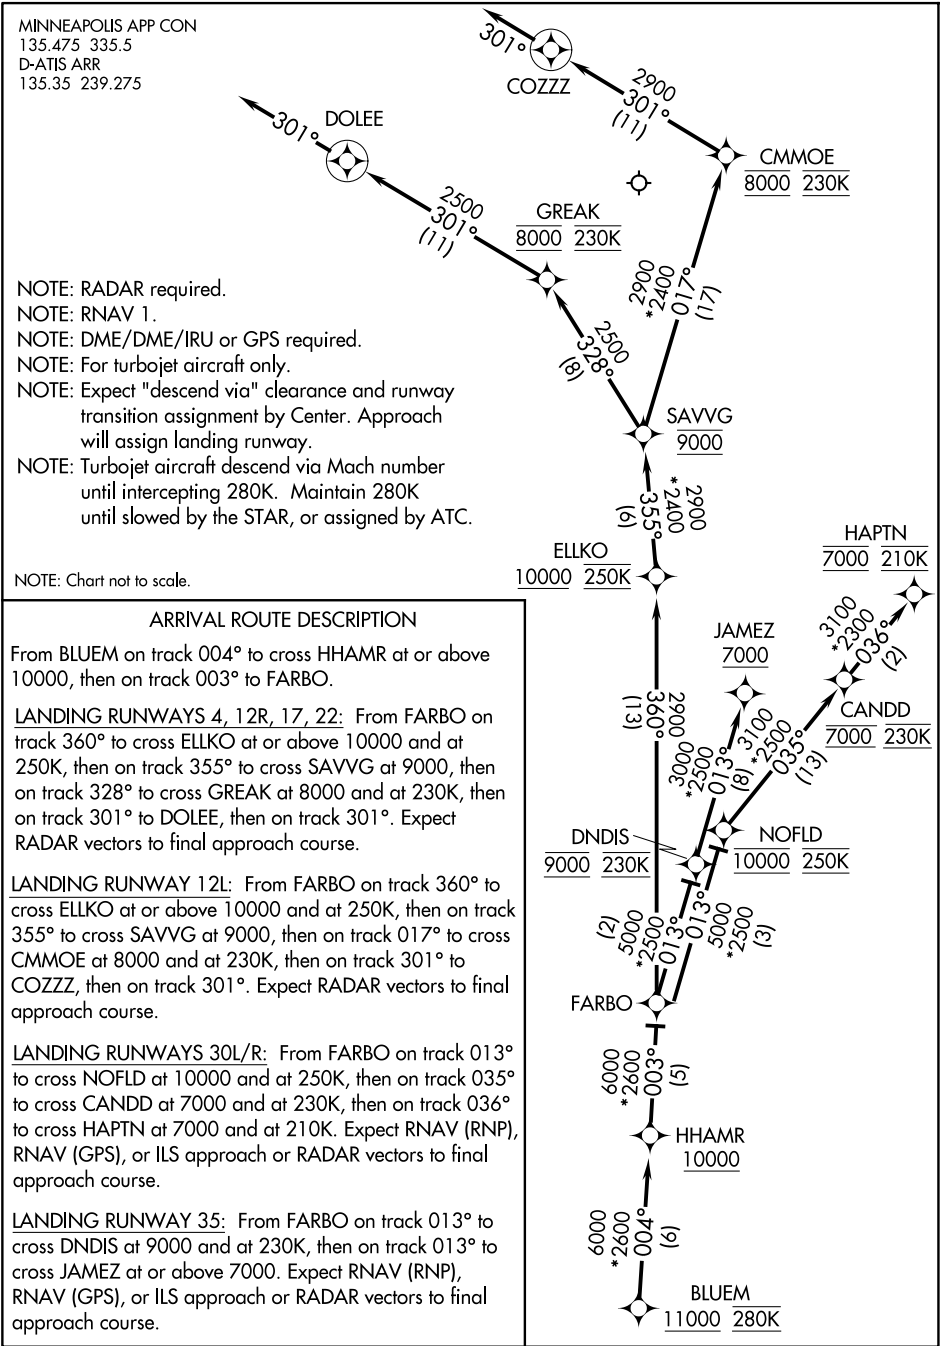 MINNEAPOLIS APP CON
135.475 335.5
D-ATIS ARR
135.35 239.275
301°
COZZZ
2900
301°
(11)
CMMOE
8000 230K
301°
DOLEE
2500
301°
(11)
GREAK
8000 230K
2900
*2400
017°
(17)
2500
328°
(8)
SAVVG
9000
NOTE: RADAR required.
NOTE: RNAV 1.
NOTE: DME/DME/IRU or GPS required.
NOTE: For turbojet aircraft only.
NOTE: Expect "descend via" clearance and runway
transition assignment by Center. Approach
will assign landing runway.
NOTE: Turbojet aircraft descend via Mach number
until intercepting 280K. Maintain 280K
until slowed by the STAR, or assigned by ATC.
NOTE: Chart not to scale.
2900
*2400
355°
(6)
ELLKO
10000 250K
HAPTN
7000 210K
3100
*2300
036°
(2)
JAMEZ
7000
CANDD
7000 230K
2900
360°
(13)
3000
*2500
013°
(8)
3100
*2500
035°
(13)
DNDIS
9000 230K
NOFLD
10000 250K
(2)
5000
*2500
013°
013°
5000
*2500
(3)
FARBO
6000
*2600
003°
(5)
HHAMR
10000
6000
*2600
004°
(6)
BLUEM
11000 280K
ARRIVAL ROUTE DESCRIPTION
From BLUEM on track 004° to cross HHAMR at or above
10000, then on track 003° to FARBO.
LANDING RUNWAYS 4, 12R, 17, 22: From FARBO on
track 360° to cross ELLKO at or above 10000 and at
250K, then on track 355° to cross SAVVG at 9000, then
on track 328° to cross GREAK at 8000 and at 230K, then
on track 301° to DOLEE, then on track 301°. Expect
RADAR vectors to final approach course.
LANDING RUNWAY 12L: From FARBO on track 360° to
cross ELLKO at or above 10000 and at 250K, then on track
355° to cross SAVVG at 9000, then on track 017° to cross
CMMOE at 8000 and at 230K, then on track 301° to
COZZZ, then on track 301°. Expect RADAR vectors to final
approach course.
LANDING RUNWAYS 30L/R: From FARBO on track 013°
to cross NOFLD at 10000 and at 250K, then on track 035°
to cross CANDD at 7000 and at 230K, then on track 036°
to cross HAPTN at 7000 and at 210K. Expect RNAV (RNP),
RNAV (GPS), or ILS approach or RADAR vectors to final
approach course.
LANDING RUNWAY 35: From FARBO on track 013° to
cross DNDIS at 9000 and at 230K, then on track 013° to
cross JAMEZ at or above 7000. Expect RNAV (RNP),
RNAV (GPS), or ILS approach or RADAR vectors to final
approach course.